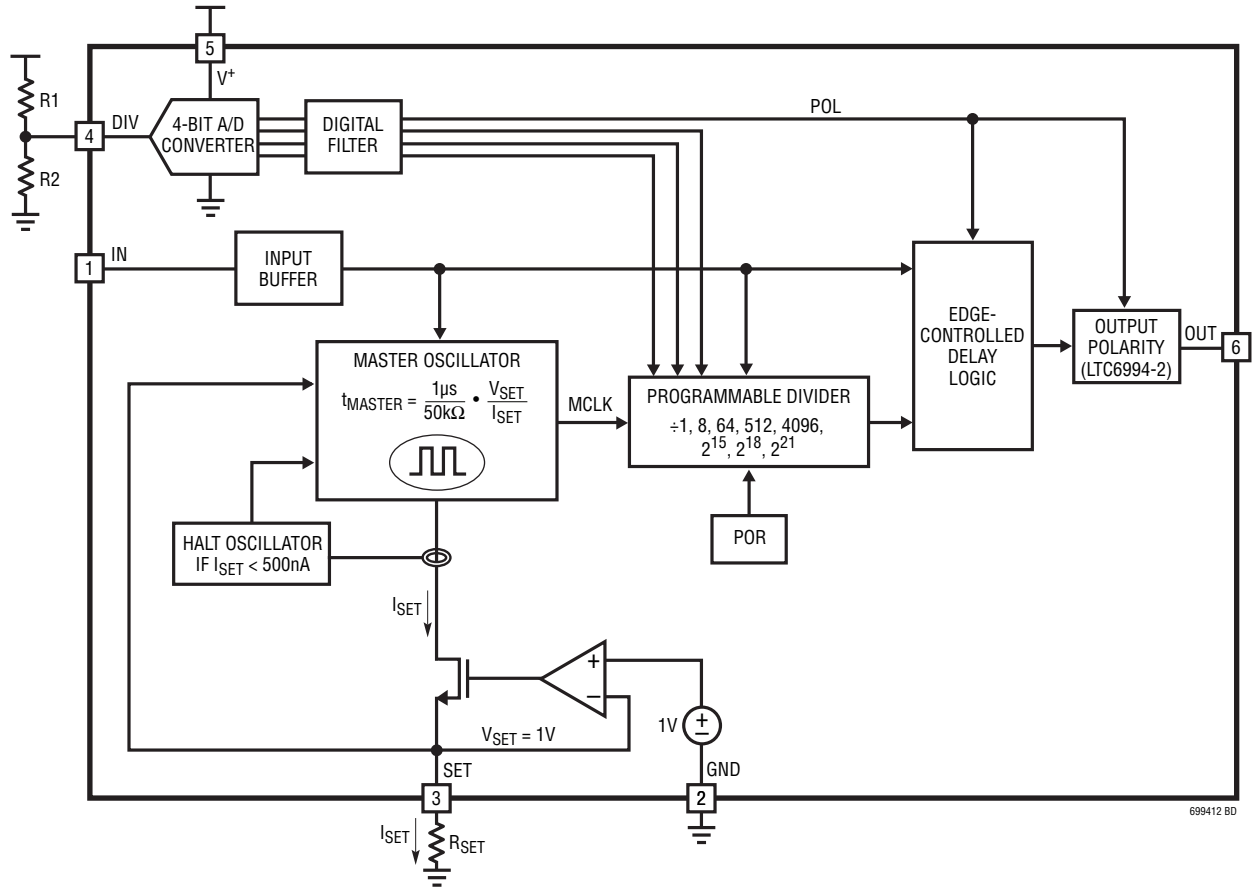 5
V+
R1
4
DIV
4-BIT A/D
CONVERTER
DIGITAL
FILTER
POL
R2
1
IN
INPUT
BUFFER
EDGE-
CONTROLLED
DELAY
LOGIC
OUTPUT
POLARITY
(LTC6994-2)
OUT
6
MASTER OSCILLATOR
tMASTER = 1µs/50kΩ • VSET/ISET
MCLK
PROGRAMMABLE DIVIDER
÷1, 8, 64, 512, 4096,
2^15, 2^18, 2^21
POR
HALT OSCILLATOR
IF ISET < 500nA
ISET
+
–
1V
+
–
VSET = 1V
SET
GND
3
2
ISET
RSET
699412 BD